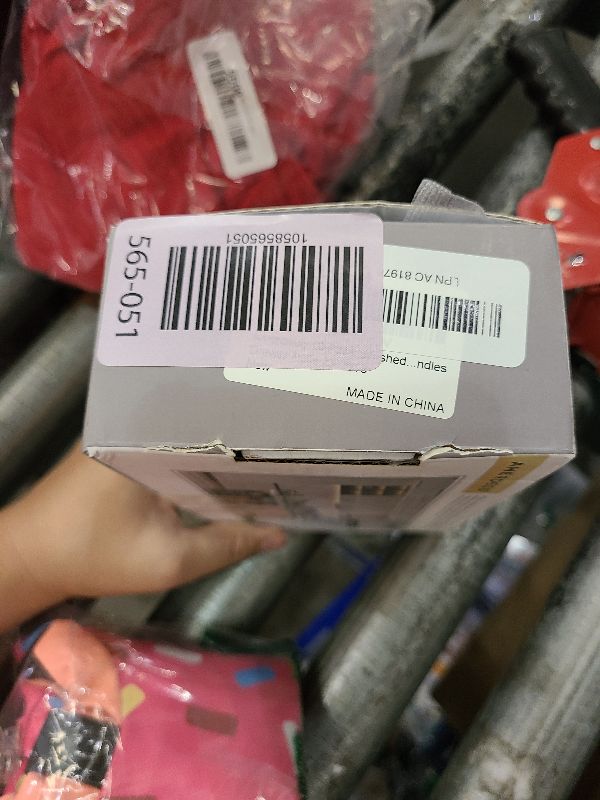 1058565051
565-051
LPN AC 8197
shed...ndles
MADE IN CHINA